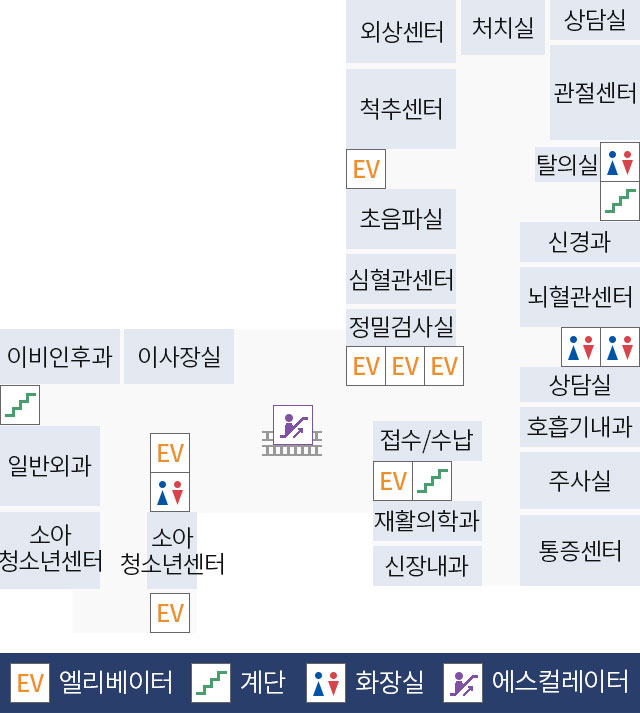 외상센터
처치실
상담실
척추센터
관절센터
EV
탈의실
초음파실
신경과
심혈관센터
뇌혈관센터
정밀검사실
이비인후과
이사장실
EV EV EV
상담실
호흡기내과
접수/수납
일반외과
EV
EV
주사실
재활의학과
소아
청소년센터
소아
청소년센터
신장내과
통증센터
EV
EV 엘리베이터 계단 화장실 에스컬레이터